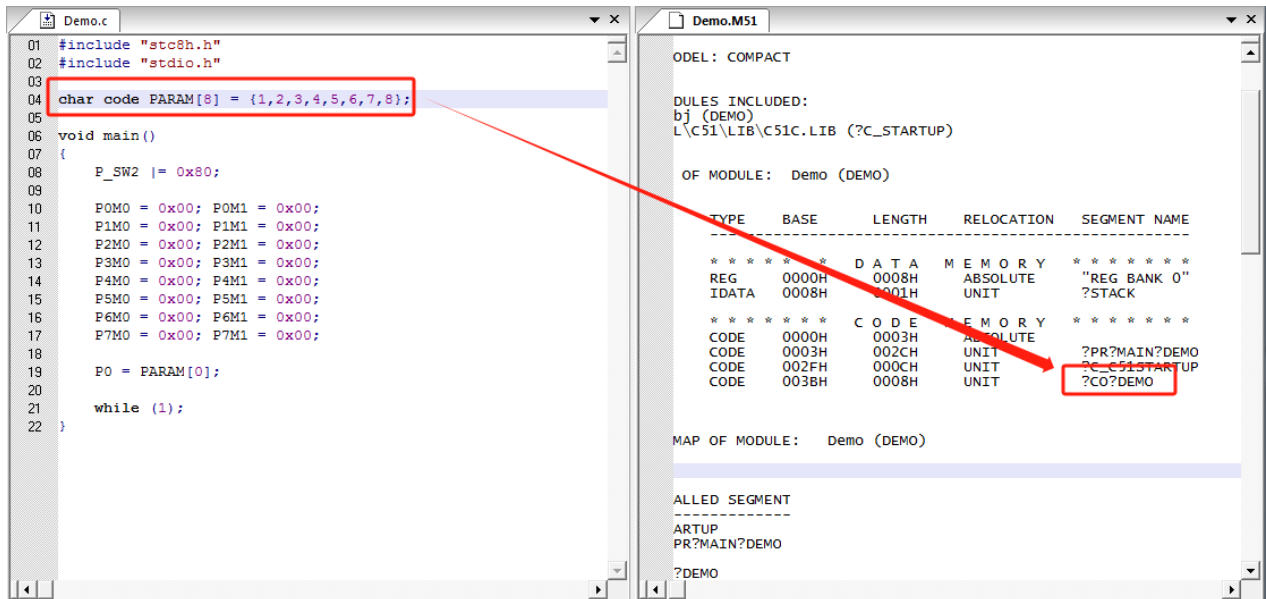 Demo.c
01 #include "stc8h.h"
02 #include "stdio.h"
03
04 char code PARAM[8] = {1,2,3,4,5,6,7,8};
05
06 void main()
07 {
08     P_SW2 |= 0x80;
09
10     P0M0 = 0x00; P0M1 = 0x00;
11     P1M0 = 0x00; P1M1 = 0x00;
12     P2M0 = 0x00; P2M1 = 0x00;
13     P3M0 = 0x00; P3M1 = 0x00;
14     P4M0 = 0x00; P4M1 = 0x00;
15     P5M0 = 0x00; P5M1 = 0x00;
16     P6M0 = 0x00; P6M1 = 0x00;
17     P7M0 = 0x00; P7M1 = 0x00;
18
19     P0 = PARAM[0];
20
21     while (1);
22 }
Demo.M51
ODEL: COMPACT
DULES INCLUDED:
bj (DEMO)
L\C51\LIB\C51C.LIB (?C_STARTUP)
OF MODULE:  Demo (DEMO)
TYPE    BASE      LENGTH    RELOCATION   SEGMENT NAME
-----------------------------------------------------
* * * * * * *   D A T A   M E M O R Y   * * * * * * *
REG     0000H     0008H     ABSOLUTE     "REG BANK 0"
IDATA   0008H     0001H     UNIT         ?STACK
* * * * * * *   C O D E   M E M O R Y   * * * * * * *
CODE    0000H     0003H     ABSOLUTE
CODE    0003H     002CH     UNIT         ?PR?MAIN?DEMO
CODE    002FH     000CH     UNIT         ?C_C51STARTUP
CODE    003BH     0008H     UNIT         ?CO?DEMO
MAP OF MODULE:   Demo (DEMO)
ALLED SEGMENT
-------------
ARTUP
PR?MAIN?DEMO
?DEMO